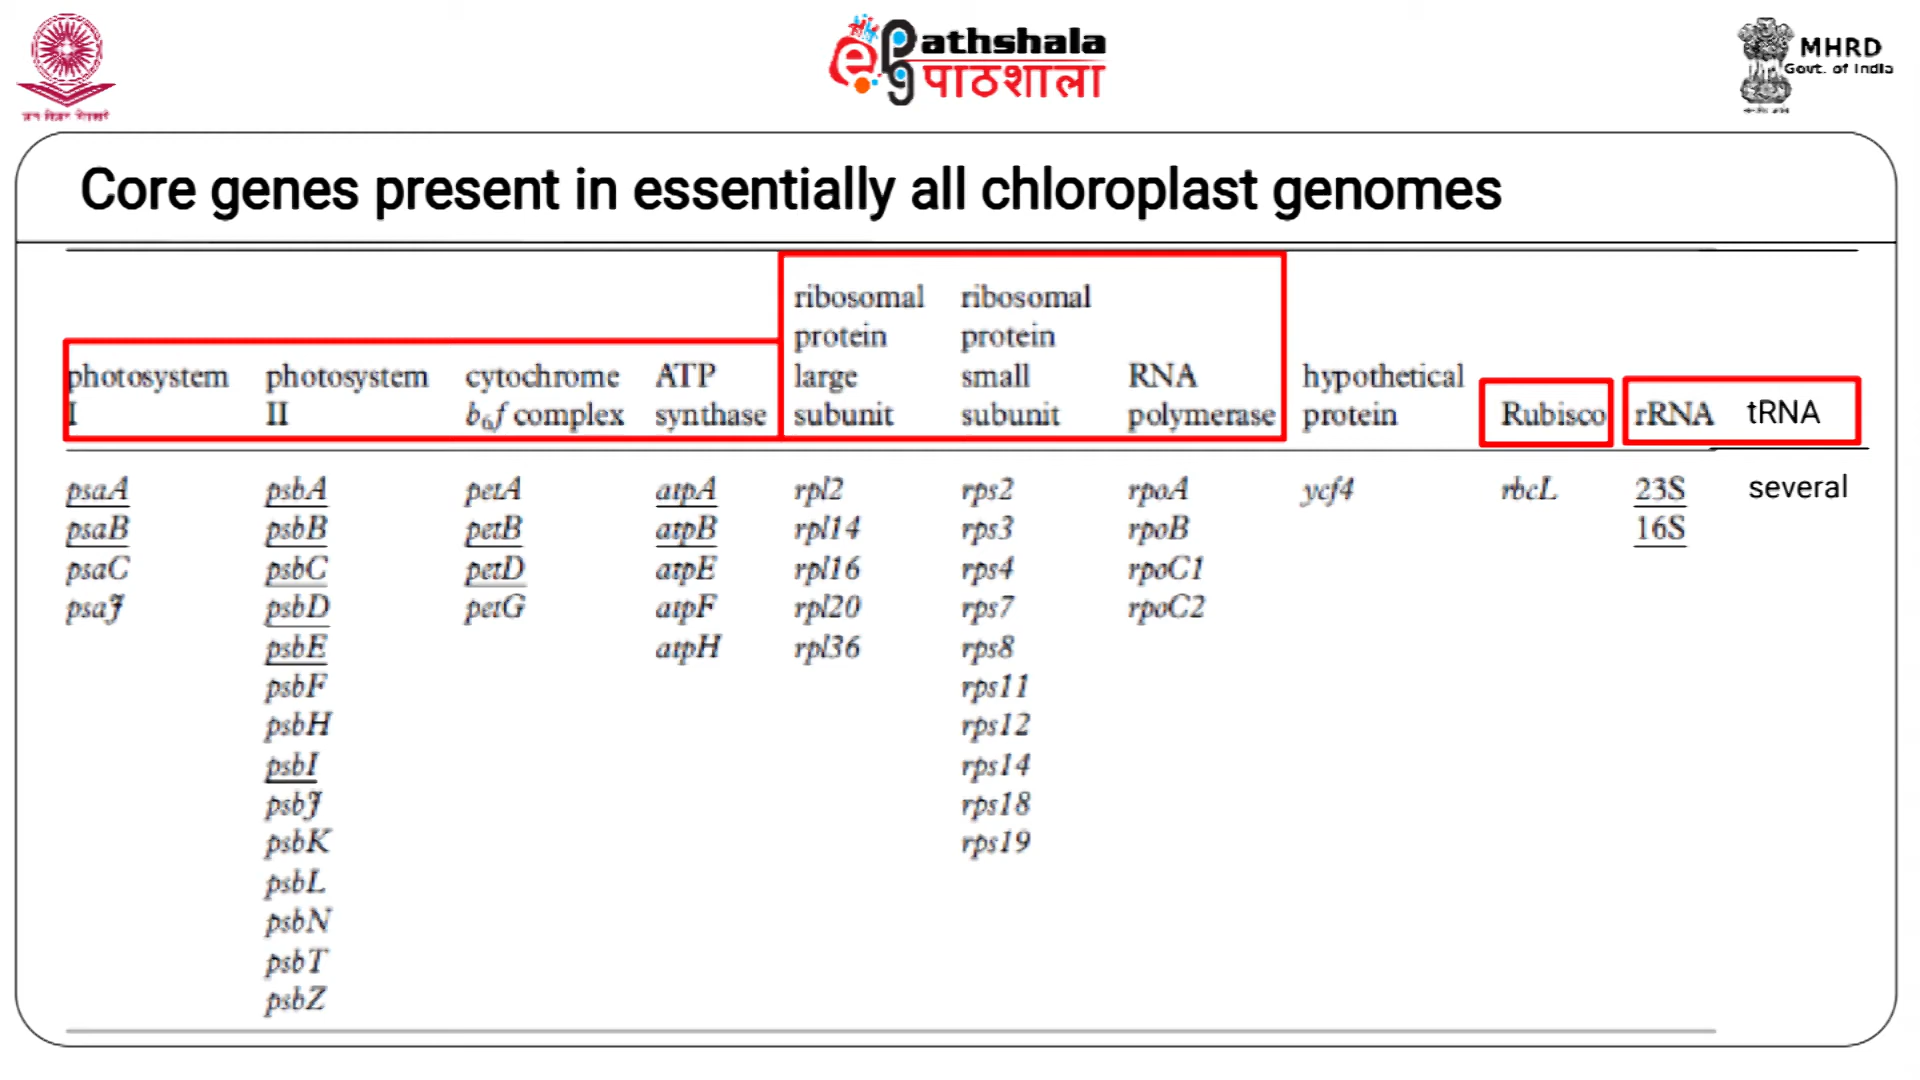 athshala
पाठशाला
MHRD
Govt. of India
Core genes present in essentially all chloroplast genomes
photosystem I
photosystem II
cytochrome b₆f complex
ATP synthase
ribosomal protein large subunit
ribosomal protein small subunit
RNA polymerase
hypothetical protein
Rubisco
rRNA
tRNA
psaA psbA petA atpA rpl2 rps2 rpoA ycf4 rbcL 23S several
psaB psbB petB atpB rpl14 rps3 rpoB 16S
psaC psbC petD atpE rpl16 rps4 rpoC1
psaJ psbD petG atpF rpl20 rps7 rpoC2
psbE atpH rpl36 rps8
psbF rps11
psbH rps12
psbI rps14
psbJ rps18
psbK rps19
psbL
psbN
psbT
psbZ